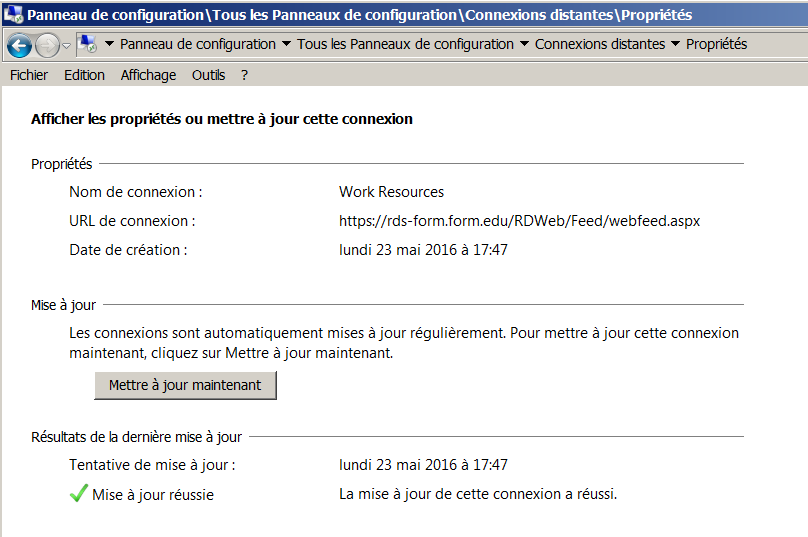 Panneau de configuration\Tous les Panneaux de configuration\Connexions distantes\Propriétés
Panneau de configuration Tous les Panneaux de configuration Connexions distantes Propriétés
Fichier Edition Affichage Outils ?
Afficher les propriétés ou mettre à jour cette connexion
Propriétés
Nom de connexion : Work Resources
URL de connexion : https://rds-form.form.edu/RDWeb/Feed/webfeed.aspx
Date de création : lundi 23 mai 2016 à 17:47
Mise à jour
Les connexions sont automatiquement mises à jour régulièrement. Pour mettre à jour cette connexion
maintenant, cliquez sur Mettre à jour maintenant.
Mettre à jour maintenant
Résultats de la dernière mise à jour
Tentative de mise à jour : lundi 23 mai 2016 à 17:47
Mise à jour réussie La mise à jour de cette connexion a réussi.